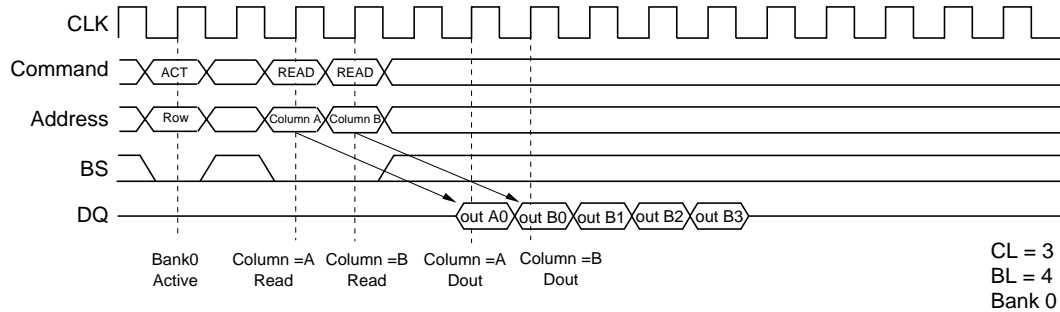 CLK
Command ACT READ READ
Address Row Column A Column B
BS
DQ out A0 out B0 out B1 out B2 out B3
Bank0 Column =A Column =B Column =A Column =B
Active Read Read Dout Dout
CL = 3
BL = 4
Bank 0